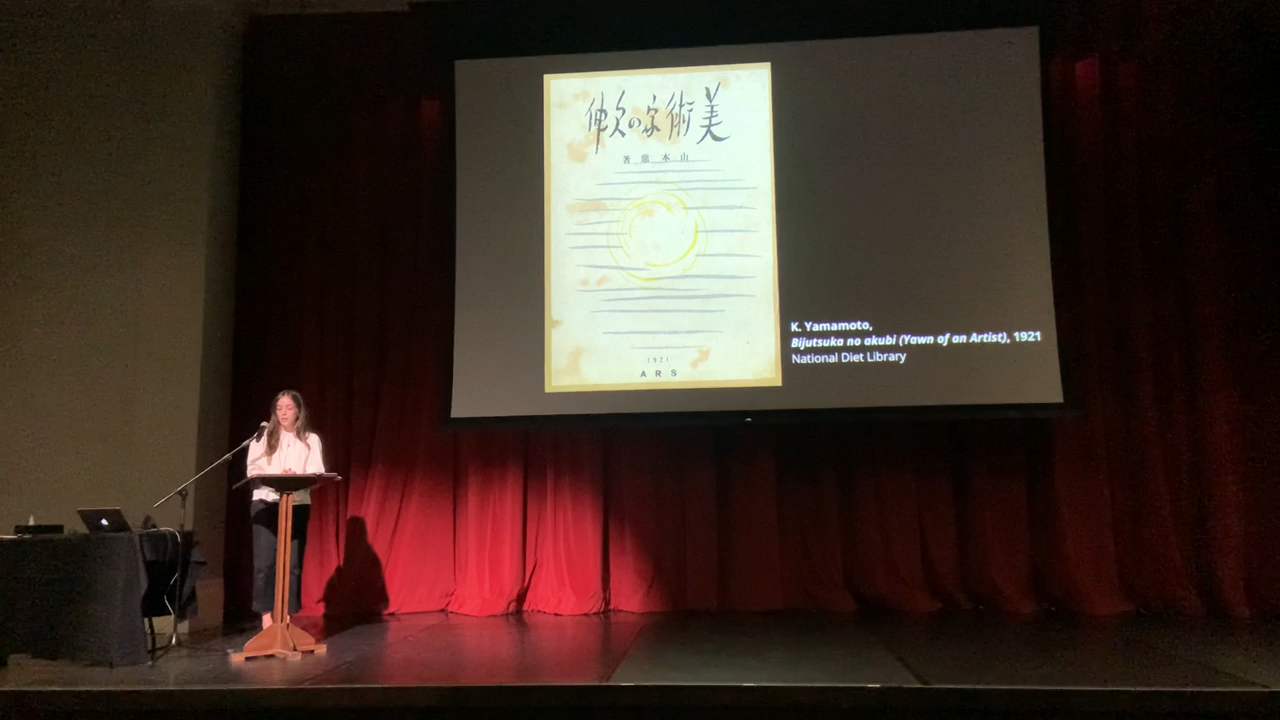 美術家の欠伸
山本鼎著
1921
ARS
K. Yamamoto,
Bijutsuka no akubi (Yawn of an Artist), 1921
National Diet Library